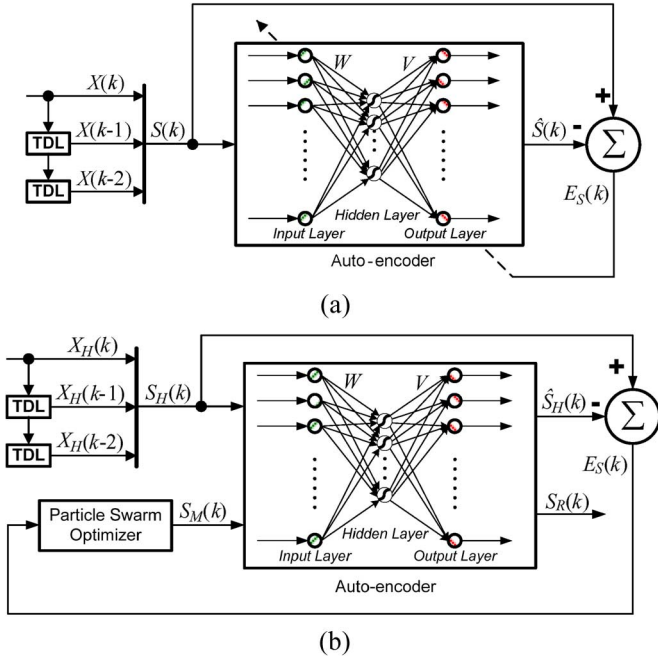 W
V
X(k)
+
TDL
X(k-1)
S(k)
Ŝ(k)
-
Σ
TDL
X(k-2)
E_S(k)
Hidden Layer
Input Layer
Output Layer
Auto-encoder
(a)
X_H(k)
W
V
+
TDL
X_H(k-1)
S_H(k)
Ŝ_H(k)
-
Σ
TDL
X_H(k-2)
E_S(k)
Particle Swarm
Optimizer
S_M(k)
S_R(k)
Hidden Layer
Input Layer
Output Layer
Auto-encoder
(b)